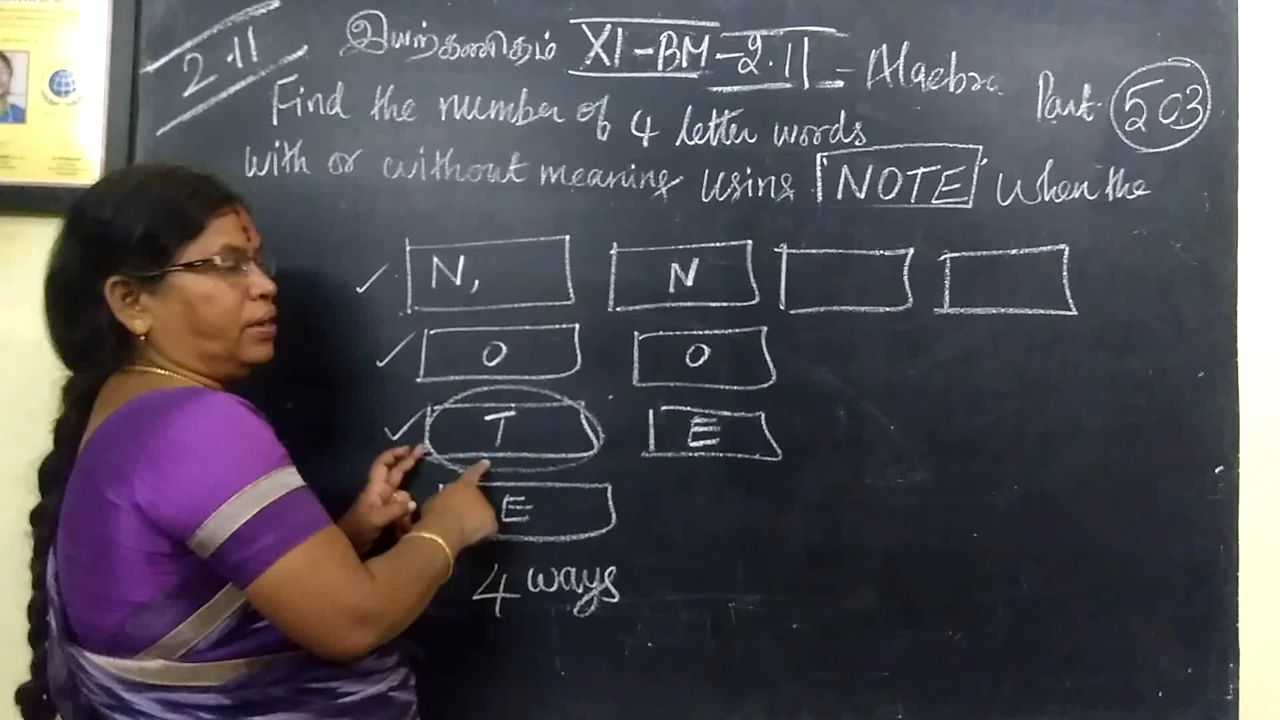 2.11
இயற்கணிதம் XI-BM-2.11 - Algebra Part 503
Find the number of 4 letter words
with or without meaning using NOTE when the
N, N
O O
T E
E
4 ways